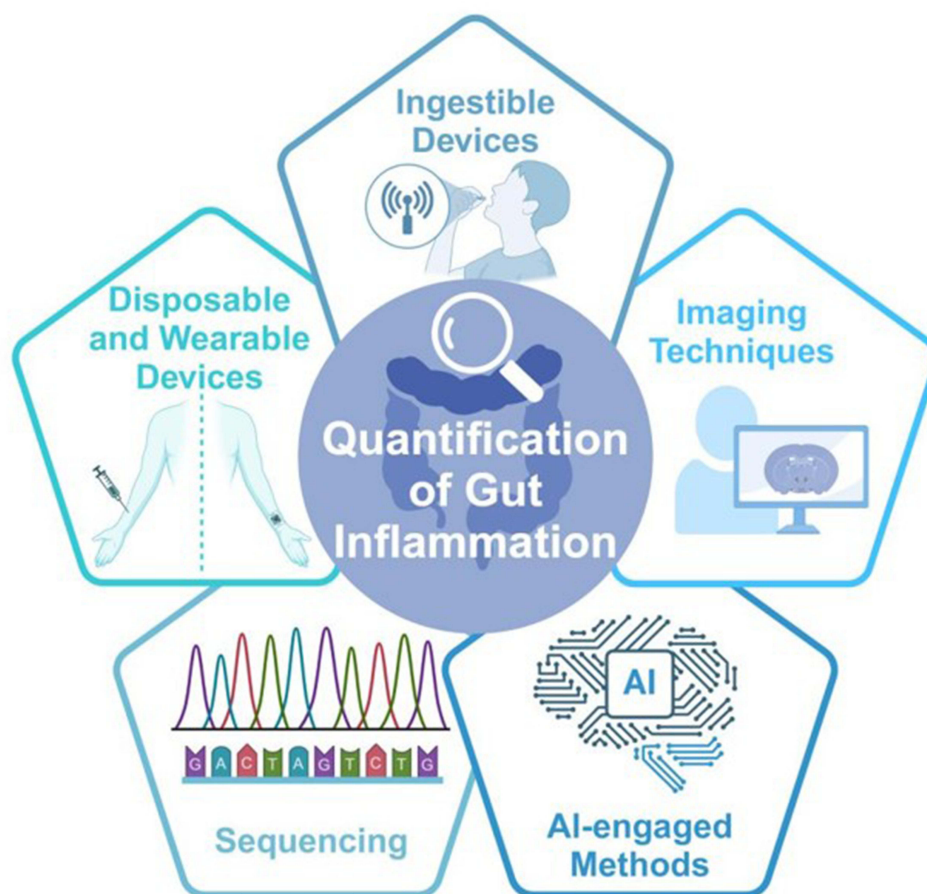 Ingestible
Devices
Disposable
and Wearable
Devices
Imaging
Techniques
Quantification
of Gut
Inflammation
G A C T A G T C T G
Sequencing
AI
AI-engaged
Methods